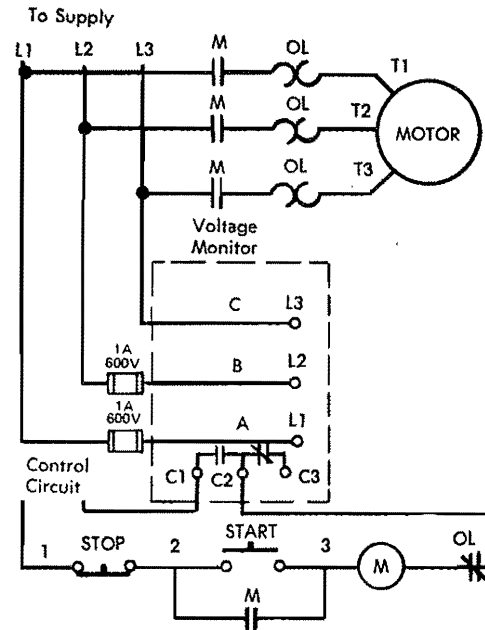 To Supply
L1 L2 L3 M OL T1
M OL T2
MOTOR
M OL T3
Voltage
Monitor
C L3
1A
600V
B L2
1A
600V
A L1
Control
Circuit
C1 C2 C3
1 STOP 2 START 3 OL
M
M